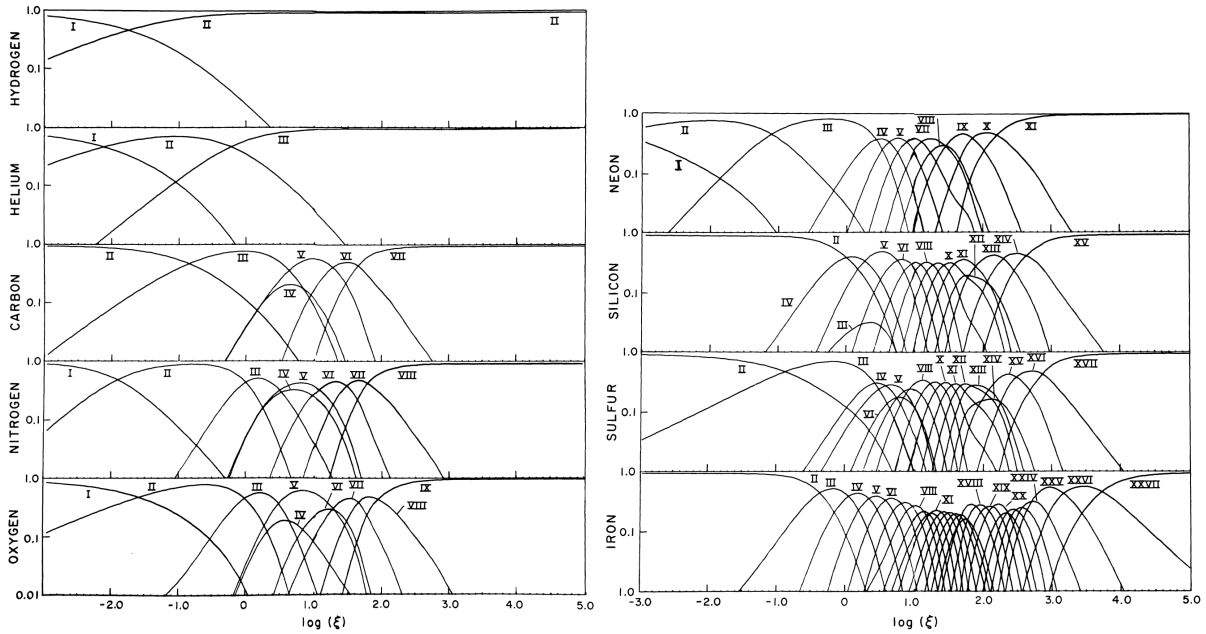 1.0
I II II
HYDROGEN
0.1
1.0
I II III
HELIUM
0.1
1.0
II III IV V VI VII
CARBON
0.1
1.0
I II III IV V VI VII VIII
NITROGEN
0.1
1.0
I II III IV V VI VII VIII IX
OXYGEN
0.1
0.01
-2.0 -1.0 0 1.0 2.0 3.0 4.0 5.0
log (ξ)
1.0
I II III IV V VII VIII IX X XI
NEON
0.1
1.0
II III IV V VI VIII X XI XII XIII XIV XV
SILICON
0.1
1.0
II III IV V VI VIII X XI XII XIII XIV XV XVI XVII
SULFUR
0.1
1.0
II III IV V VI VIII XI XVIII XIX XX XXIV XXV XXVI XXVII
IRON
0.1
1.0
-3.0 -2.0 -1.0 0 1.0 2.0 3.0 4.0 5.0
log (ξ)